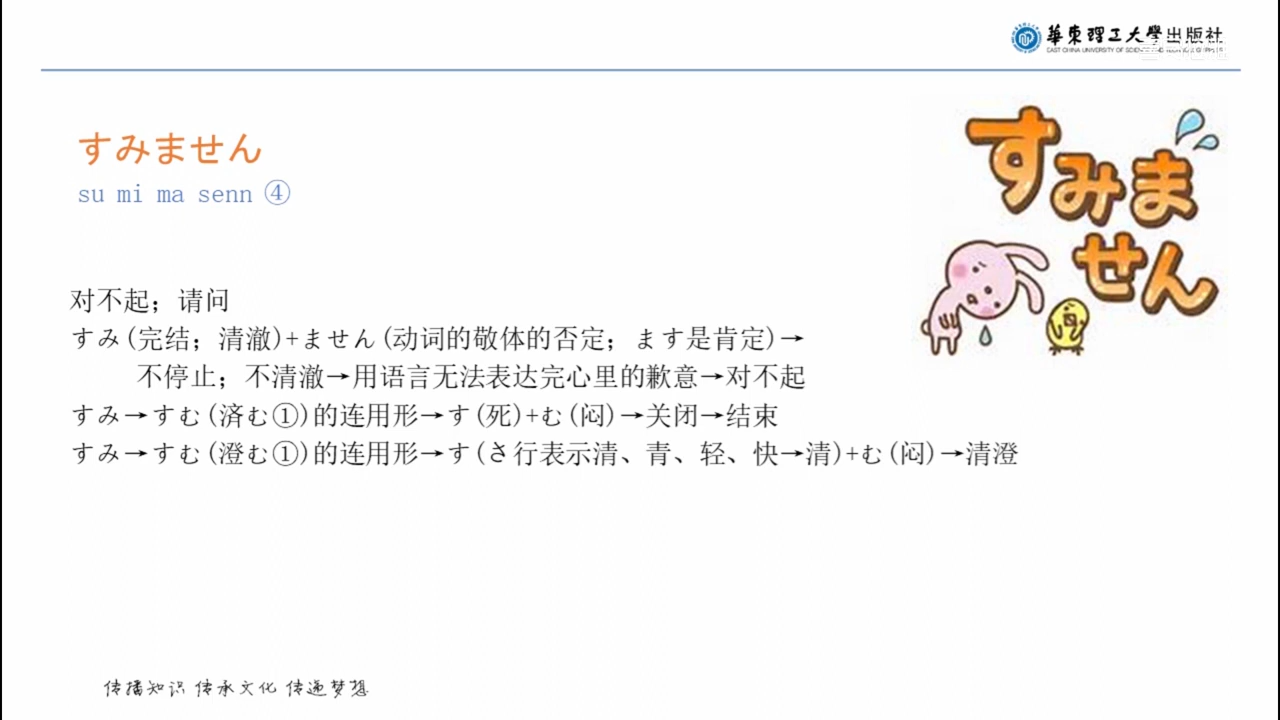 華東理工大學出版社
すみません
su mi ma senn ④
すみま
せん
对不起；请问
すみ(完结；清澈)+ません(动词的敬体的否定；ます是肯定)→
不停止；不清澈→用语言无法表达完心里的歉意→对不起
すみ→すむ(済む①)的连用形→す(死)+む(闷)→关闭→结束
すみ→すむ(澄む①)的连用形→す(さ行表示清、青、轻、快→清)+む(闷)→清澄
传播知识 传承文化 传递梦想